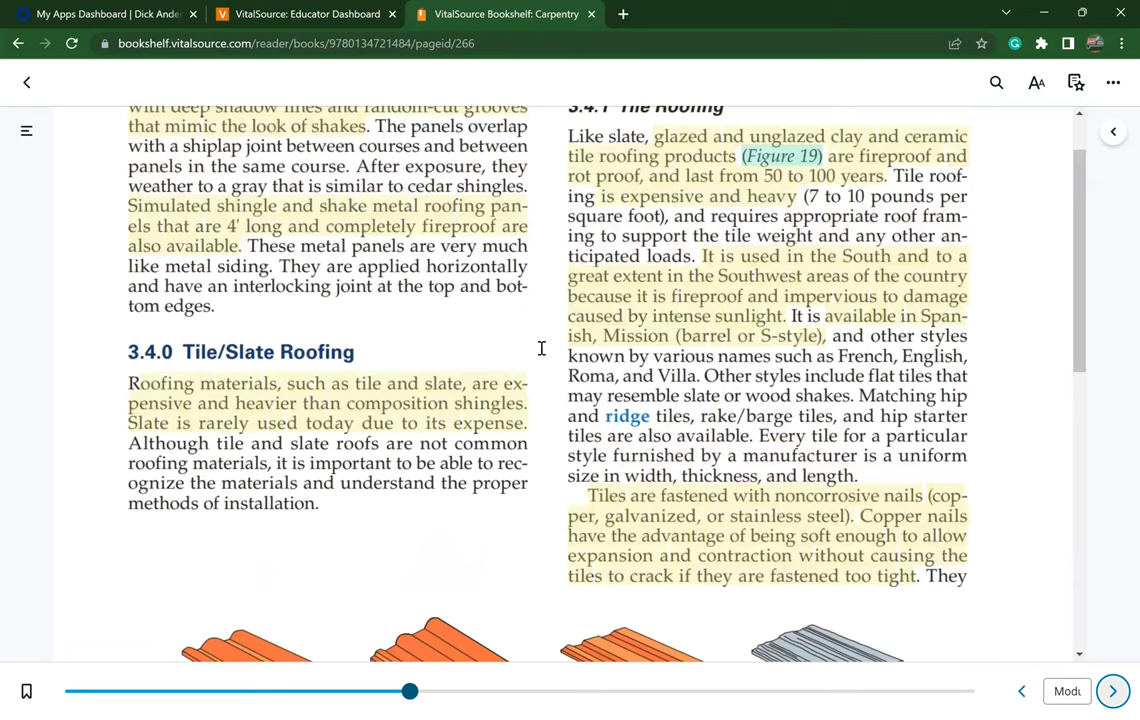 My Apps Dashboard | Dick Ander
VitalSource: Educator Dashboard
VitalSource Bookshelf: Carpentry
bookshelf.vitalsource.com/reader/books/9780134721484/pageid/266
with deep shadow lines and random-cut grooves
that mimic the look of shakes. The panels overlap
with a shiplap joint between courses and between
panels in the same course. After exposure, they
weather to a gray that is similar to cedar shingles.
Simulated shingle and shake metal roofing pan-
els that are 4' long and completely fireproof are
also available. These metal panels are very much
like metal siding. They are applied horizontally
and have an interlocking joint at the top and bot-
tom edges.
3.4.0 Tile/Slate Roofing
Roofing materials, such as tile and slate, are ex-
pensive and heavier than composition shingles.
Slate is rarely used today due to its expense.
Although tile and slate roofs are not common
roofing materials, it is important to be able to rec-
ognize the materials and understand the proper
methods of installation.
3.4.1 Tile Roofing
Like slate, glazed and unglazed clay and ceramic
tile roofing products (Figure 19) are fireproof and
rot proof, and last from 50 to 100 years. Tile roof-
ing is expensive and heavy (7 to 10 pounds per
square foot), and requires appropriate roof fram-
ing to support the tile weight and any other an-
ticipated loads. It is used in the South and to a
great extent in the Southwest areas of the country
because it is fireproof and impervious to damage
caused by intense sunlight. It is available in Span-
ish, Mission (barrel or S-style), and other styles
known by various names such as French, English,
Roma, and Villa. Other styles include flat tiles that
may resemble slate or wood shakes. Matching hip
and ridge tiles, rake/barge tiles, and hip starter
tiles are also available. Every tile for a particular
style furnished by a manufacturer is a uniform
size in width, thickness, and length.
Tiles are fastened with noncorrosive nails (cop-
per, galvanized, or stainless steel). Copper nails
have the advantage of being soft enough to allow
expansion and contraction without causing the
tiles to crack if they are fastened too tight. They
Modu